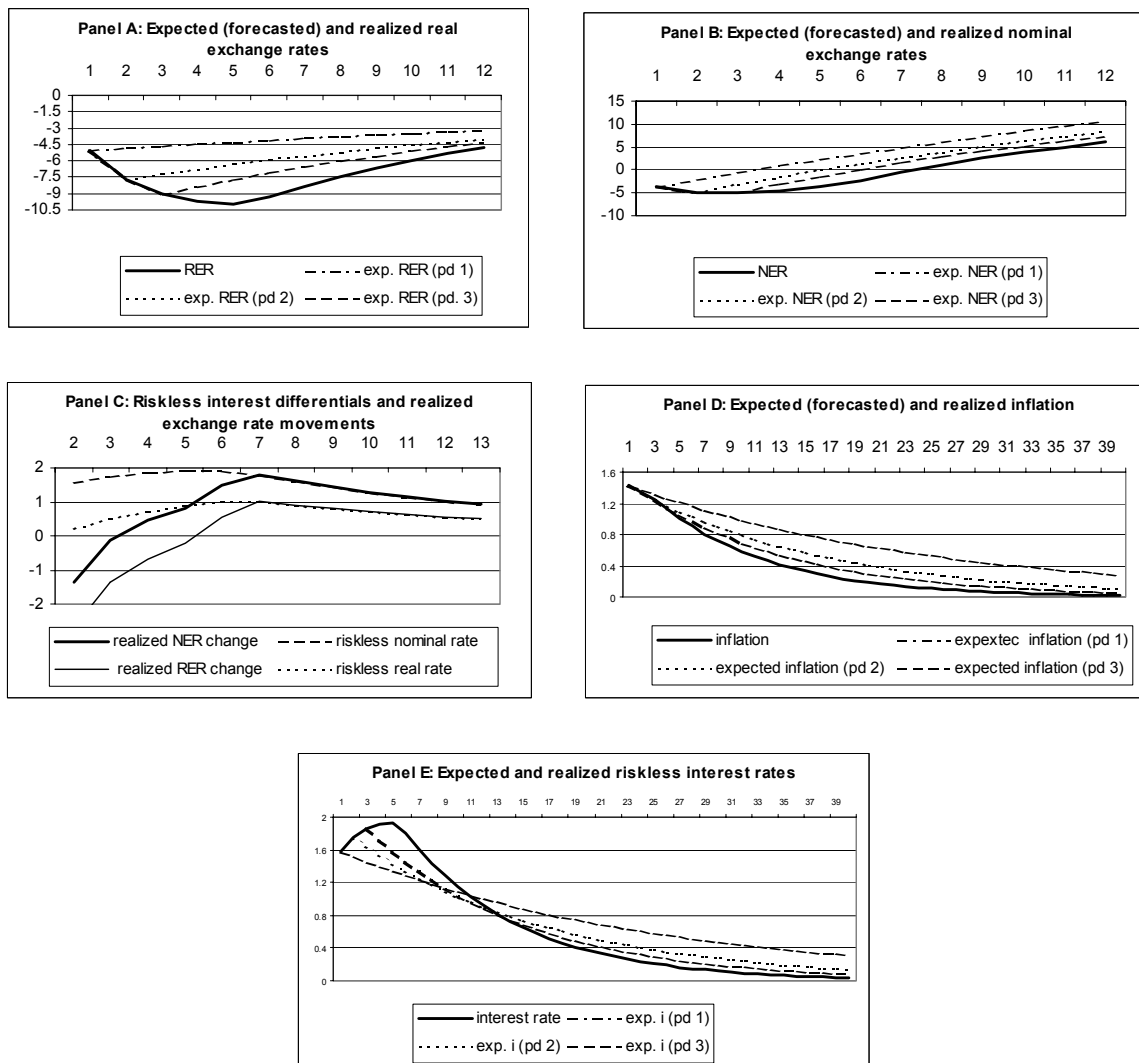 Panel A: Expected (forecasted) and realized real
exchange rates
1 2 3 4 5 6 7 8 9 10 11 12
0
-1.5
-3
-4.5
-6
-7.5
-9
-10.5
RER exp. RER (pd 1)
exp. RER (pd 2) exp. RER (pd. 3)
Panel B: Expected (forecasted) and realized nominal
exchange rates
1 2 3 4 5 6 7 8 9 10 11 12
15
10
5
0
-5
-10
NER exp. NER (pd 1)
exp. NER (pd 2) exp. NER (pd 3)
Panel C: Riskless interest differentials and realized
exchange rate movements
2 3 4 5 6 7 8 9 10 11 12 13
2
1
0
-1
-2
realized NER change riskless nominal rate
realized RER change riskless real rate
Panel D: Expected (forecasted) and realized inflation
1 3 5 7 9 11 13 15 17 19 21 23 25 27 29 31 33 35 37 39
1.6
1.2
0.8
0.4
0
inflation expextec inflation (pd 1)
expected inflation (pd 2) expected inflation (pd 3)
Panel E: Expected and realized riskless interest rates
1 3 5 7 9 11 13 15 17 19 21 23 25 27 29 31 33 35 37 39
2
1.6
1.2
0.8
0.4
0
interest rate exp. i (pd 1)
exp. i (pd 2) exp. i (pd 3)